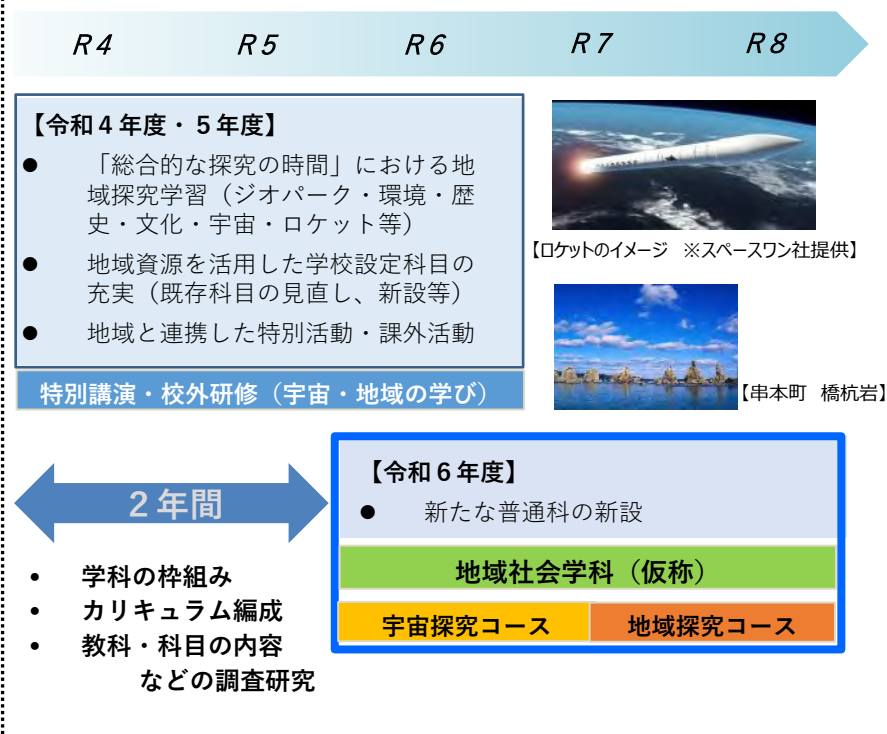 R4 R5 R6 R7 R8
【令和４年度・５年度】
● 「総合的な探究の時間」における地
域探究学習（ジオパーク・環境・歴
史・文化・宇宙・ロケット等）
● 地域資源を活用した学校設定科目の
充実（既存科目の見直し、新設等）
● 地域と連携した特別活動・課外活動
特別講演・校外研修（宇宙・地域の学び）
【ロケットのイメージ ※スペースワン社提供】
【串本町 橋杭岩】
２年間
• 学科の枠組み
• カリキュラム編成
• 教科・科目の内容
などの調査研究
【令和６年度】
● 新たな普通科の新設
地域社会学科（仮称）
宇宙探究コース 地域探究コース